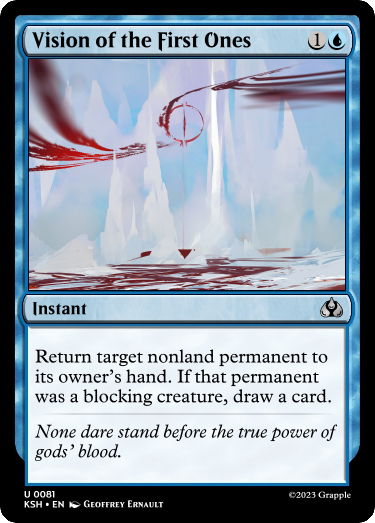 Vision of the First Ones 1
Instant
Return target nonland permanent to
its owner's hand. If that permanent
was a blocking creature, draw a card.
None dare stand before the true power of
gods' blood.
U 0081
KSH • EN Geoffrey Ernault
©2023 Grapple